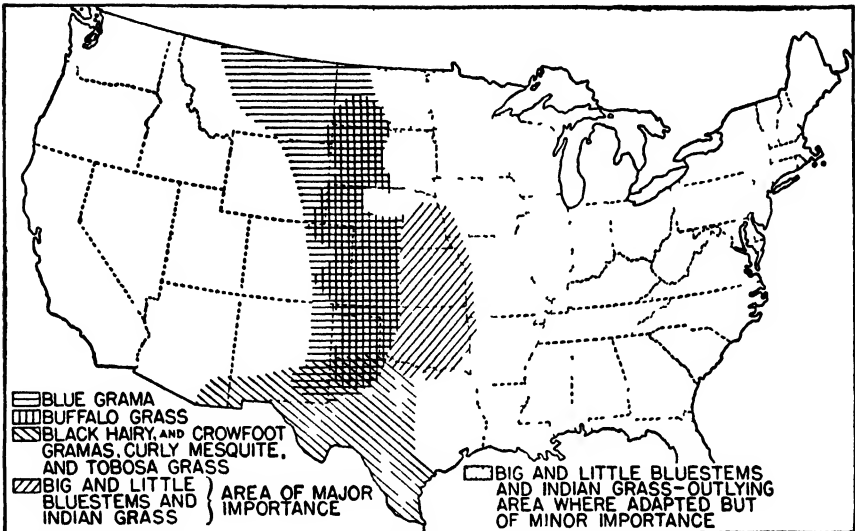 BLUE GRAMA
BUFFALO GRASS
BLACK HAIRY, AND CROWFOOT
GRAMAS, CURLY MESQUITE,
AND TOBOSA GRASS
BIG AND LITTLE
BLUESTEMS AND
INDIAN GRASS
AREA OF MAJOR
IMPORTANCE
BIG AND LITTLE BLUESTEMS
AND INDIAN GRASS-OUTLYING
AREA WHERE ADAPTED BUT
OF MINOR IMPORTANCE